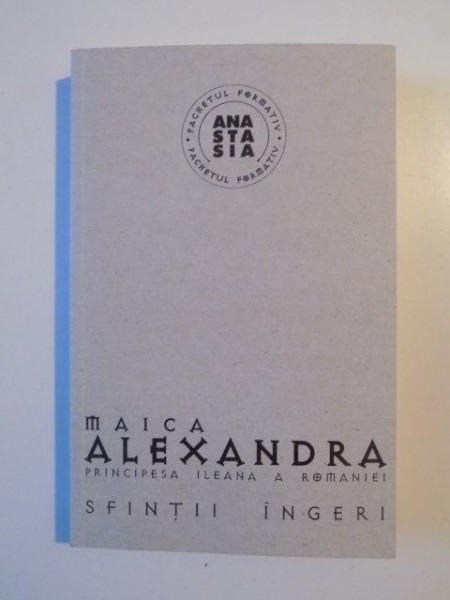 PACHETUL FORMATIV
ANA
STA
SIA
PACHETUL FORMATIV
MAICA
ALEXANDRA
PRINCIPESA ILEANA A ROMANIEI
SFINȚII ÎNGERI